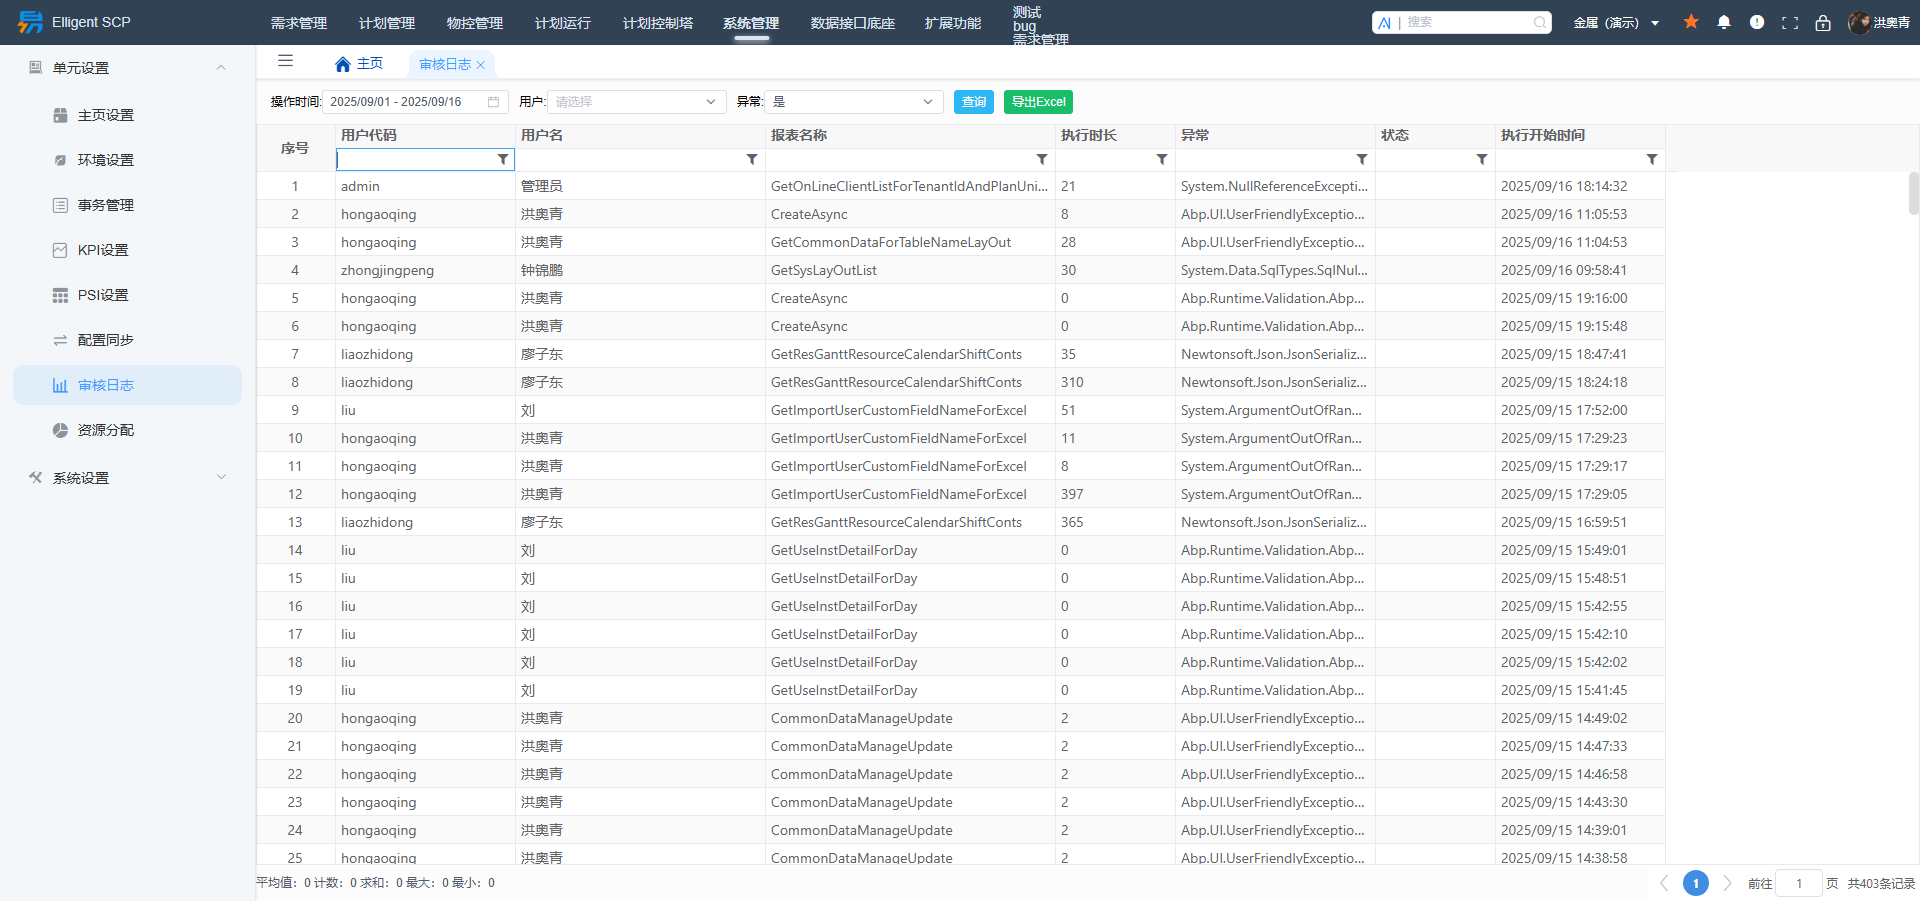 Elligent SCP
需求管理 计划管理 物控管理 计划运行 计划控制塔 系统管理 数据接口底座 扩展功能 测试bug 需求管理
搜索
金属（演示）
洪奥青
单元设置
主页设置
环境设置
事务管理
KPI设置
PSI设置
配置同步
审核日志
资源分配
系统设置
主页 审核日志
操作时间: 2025/09/01 - 2025/09/16 用户: 请选择 异常: 是 查询 导出Excel
序号 用户代码 用户名 报表名称 执行时长 异常 状态 执行开始时间
1 admin 管理员 GetOnLineClientListForTenantIdAndPlanUni... 21 System.NullReferenceExcepti... 2025/09/16 18:14:32
2 hongaoqing 洪奥青 CreateAsync 8 Abp.UI.UserFriendlyExceptio... 2025/09/16 11:05:53
3 hongaoqing 洪奥青 GetCommonDataForTableNameLayOut 28 Abp.UI.UserFriendlyExceptio... 2025/09/16 11:04:53
4 zhongjingpeng 钟锦鹏 GetSysLayOutList 30 System.Data.SqlTypes.SqlNul... 2025/09/16 09:58:41
5 hongaoqing 洪奥青 CreateAsync 0 Abp.Runtime.Validation.Abp... 2025/09/15 19:16:00
6 hongaoqing 洪奥青 CreateAsync 0 Abp.Runtime.Validation.Abp... 2025/09/15 19:15:48
7 liaozhidong 廖子东 GetResGanttResourceCalendarShiftConts 35 Newtonsoft.Json.JsonSerializ... 2025/09/15 18:47:41
8 liaozhidong 廖子东 GetResGanttResourceCalendarShiftConts 310 Newtonsoft.Json.JsonSerializ... 2025/09/15 18:24:18
9 liu 刘 GetImportUserCustomFieldNameForExcel 51 System.ArgumentOutOfRan... 2025/09/15 17:52:00
10 hongaoqing 洪奥青 GetImportUserCustomFieldNameForExcel 11 System.ArgumentOutOfRan... 2025/09/15 17:29:23
11 hongaoqing 洪奥青 GetImportUserCustomFieldNameForExcel 8 System.ArgumentOutOfRan... 2025/09/15 17:29:17
12 hongaoqing 洪奥青 GetImportUserCustomFieldNameForExcel 397 System.ArgumentOutOfRan... 2025/09/15 17:29:05
13 liaozhidong 廖子东 GetResGanttResourceCalendarShiftConts 365 Newtonsoft.Json.JsonSerializ... 2025/09/15 16:59:51
14 liu 刘 GetUseInstDetailForDay 0 Abp.Runtime.Validation.Abp... 2025/09/15 15:49:01
15 liu 刘 GetUseInstDetailForDay 0 Abp.Runtime.Validation.Abp... 2025/09/15 15:48:51
16 liu 刘 GetUseInstDetailForDay 0 Abp.Runtime.Validation.Abp... 2025/09/15 15:42:55
17 liu 刘 GetUseInstDetailForDay 0 Abp.Runtime.Validation.Abp... 2025/09/15 15:42:10
18 liu 刘 GetUseInstDetailForDay 0 Abp.Runtime.Validation.Abp... 2025/09/15 15:42:02
19 liu 刘 GetUseInstDetailForDay 0 Abp.Runtime.Validation.Abp... 2025/09/15 15:41:45
20 hongaoqing 洪奥青 CommonDataManageUpdate 2 Abp.UI.UserFriendlyExceptio... 2025/09/15 14:49:02
21 hongaoqing 洪奥青 CommonDataManageUpdate 2 Abp.UI.UserFriendlyExceptio... 2025/09/15 14:47:33
22 hongaoqing 洪奥青 CommonDataManageUpdate 2 Abp.UI.UserFriendlyExceptio... 2025/09/15 14:46:58
23 hongaoqing 洪奥青 CommonDataManageUpdate 2 Abp.UI.UserFriendlyExceptio... 2025/09/15 14:43:30
24 hongaoqing 洪奥青 CommonDataManageUpdate 2 Abp.UI.UserFriendlyExceptio... 2025/09/15 14:39:01
25 hongaoqing 洪奥青 CommonDataManageUpdate 2 Abp.UI.UserFriendlyExceptio... 2025/09/15 14:38:58
平均值：0 计数：0 求和：0 最大：0 最小：0
1 前往 1 页 共403条记录